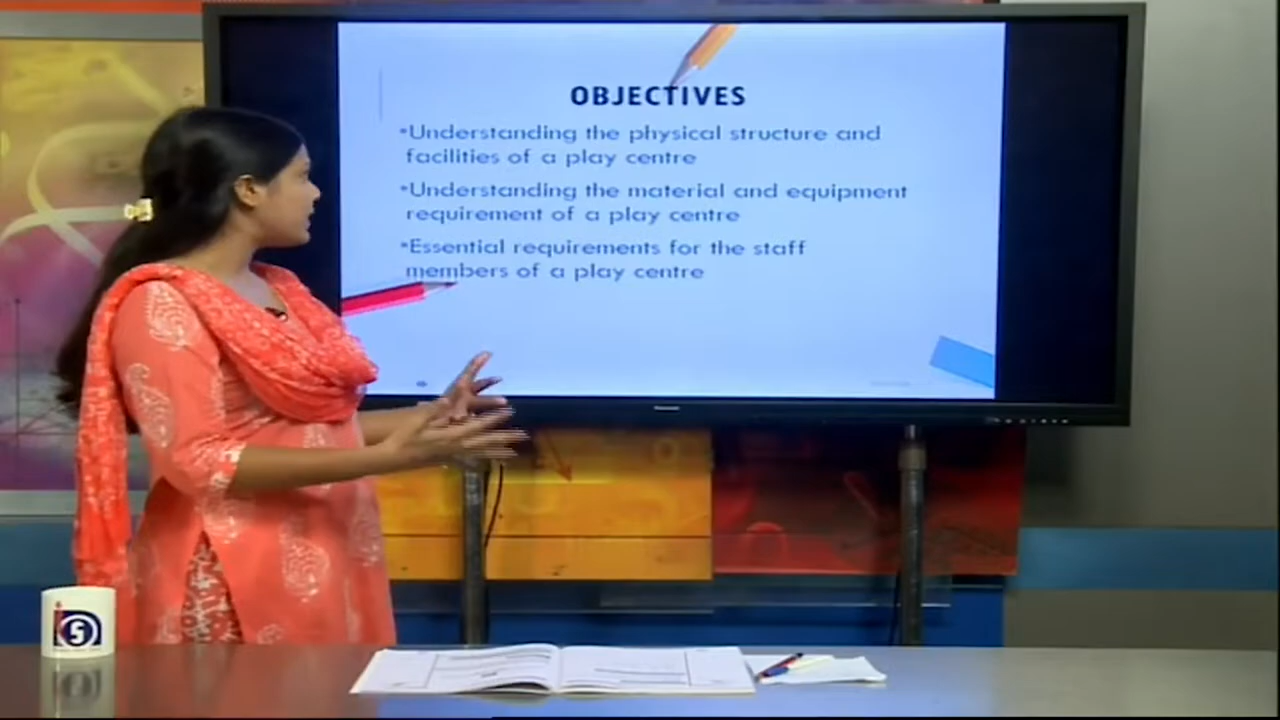 OBJECTIVES
•Understanding the physical structure and
facilities of a play centre
•Understanding the material and equipment
requirement of a play centre
•Essential requirements for the staff
members of a play centre
Panasonic